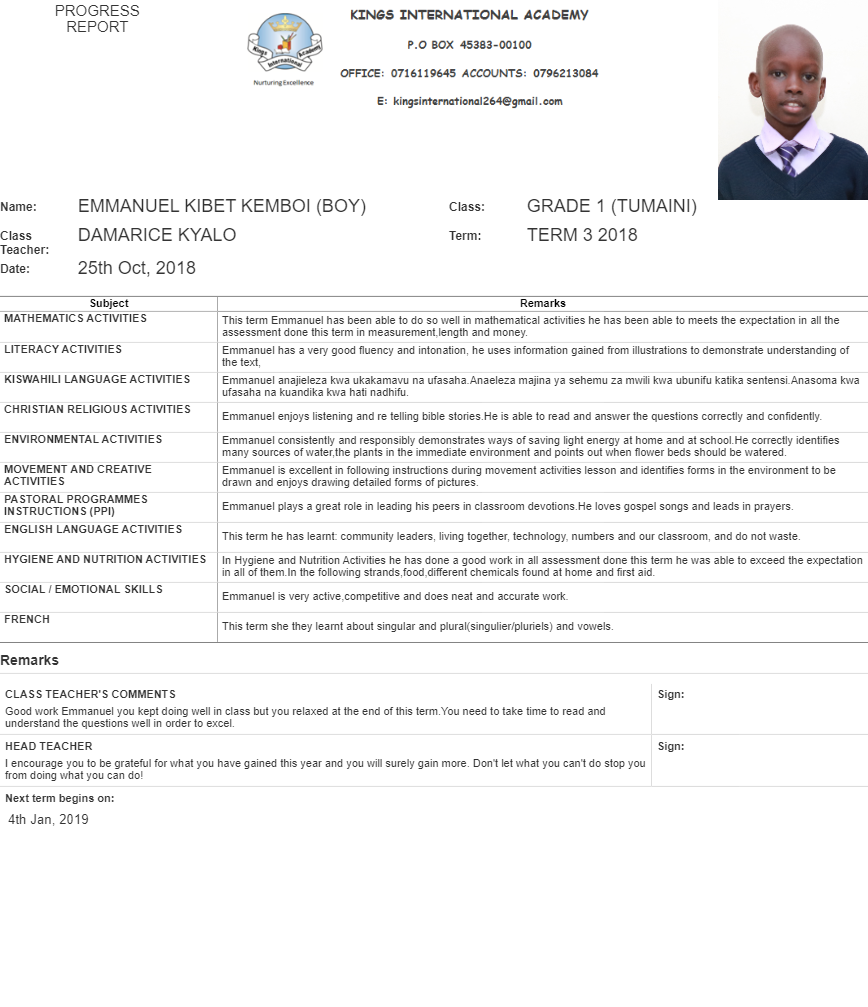 PROGRESS
REPORT
KINGS INTERNATIONAL ACADEMY
P.O BOX 45383-00100
OFFICE: 0716119645 ACCOUNTS: 0796213084
E: kingsinternational264@gmail.com
Kings International Academy
Nurturing Excellence
Name: EMMANUEL KIBET KEMBOI (BOY) Class: GRADE 1 (TUMAINI)
Class Teacher: DAMARICE KYALO Term: TERM 3 2018
Date: 25th Oct, 2018
Subject Remarks
MATHEMATICS ACTIVITIES
This term Emmanuel has been able to do so well in mathematical activities he has been able to meets the expectation in all the
assessment done this term in measurement,length and money.
LITERACY ACTIVITIES
Emmanuel has a very good fluency and intonation, he uses information gained from illustrations to demonstrate understanding of
the text,
KISWAHILI LANGUAGE ACTIVITIES
Emmanuel anajieleza kwa ukakamavu na ufasaha.Anaeleza majina ya sehemu za mwili kwa ubunifu katika sentensi.Anasoma kwa
ufasaha na kuandika kwa hati nadhifu.
CHRISTIAN RELIGIOUS ACTIVITIES
Emmanuel enjoys listening and re telling bible stories.He is able to read and answer the questions correctly and confidently.
ENVIRONMENTAL ACTIVITIES
Emmanuel consistently and responsibly demonstrates ways of saving light energy at home and at school.He correctly identifies
many sources of water,the plants in the immediate environment and points out when flower beds should be watered.
MOVEMENT AND CREATIVE
ACTIVITIES
Emmanuel is excellent in following instructions during movement activities lesson and identifies forms in the environment to be
drawn and enjoys drawing detailed forms of pictures.
PASTORAL PROGRAMMES
INSTRUCTIONS (PPI)
Emmanuel plays a great role in leading his peers in classroom devotions.He loves gospel songs and leads in prayers.
ENGLISH LANGUAGE ACTIVITIES
This term he has learnt: community leaders, living together, technology, numbers and our classroom, and do not waste.
HYGIENE AND NUTRITION ACTIVITIES
In Hygiene and Nutrition Activities he has done a good work in all assessment done this term he was able to exceed the expectation
in all of them.In the following strands,food,different chemicals found at home and first aid.
SOCIAL / EMOTIONAL SKILLS
Emmanuel is very active,competitive and does neat and accurate work.
FRENCH
This term she they learnt about singular and plural(singulier/pluriels) and vowels.
Remarks
CLASS TEACHER'S COMMENTS Sign:
Good work Emmanuel you kept doing well in class but you relaxed at the end of this term.You need to take time to read and
understand the questions well in order to excel.
HEAD TEACHER Sign:
I encourage you to be grateful for what you have gained this year and you will surely gain more. Don't let what you can't do stop you
from doing what you can do!
Next term begins on:
4th Jan, 2019